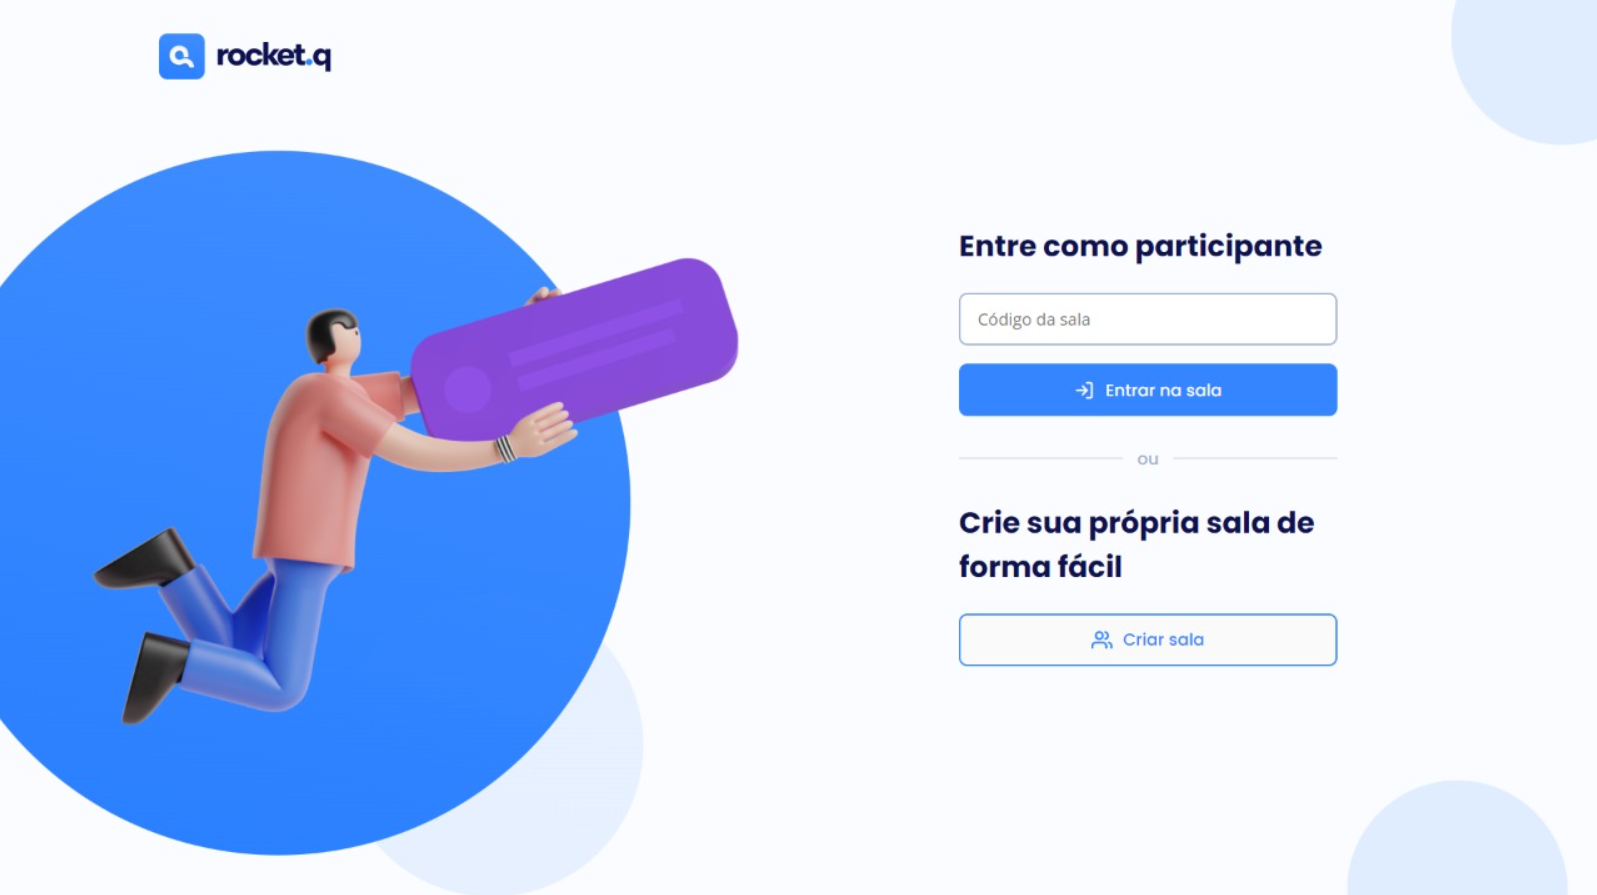 rocket.q
Entre como participante
Código da sala
Entrar na sala
ou
Crie sua própria sala de
forma fácil
Criar sala